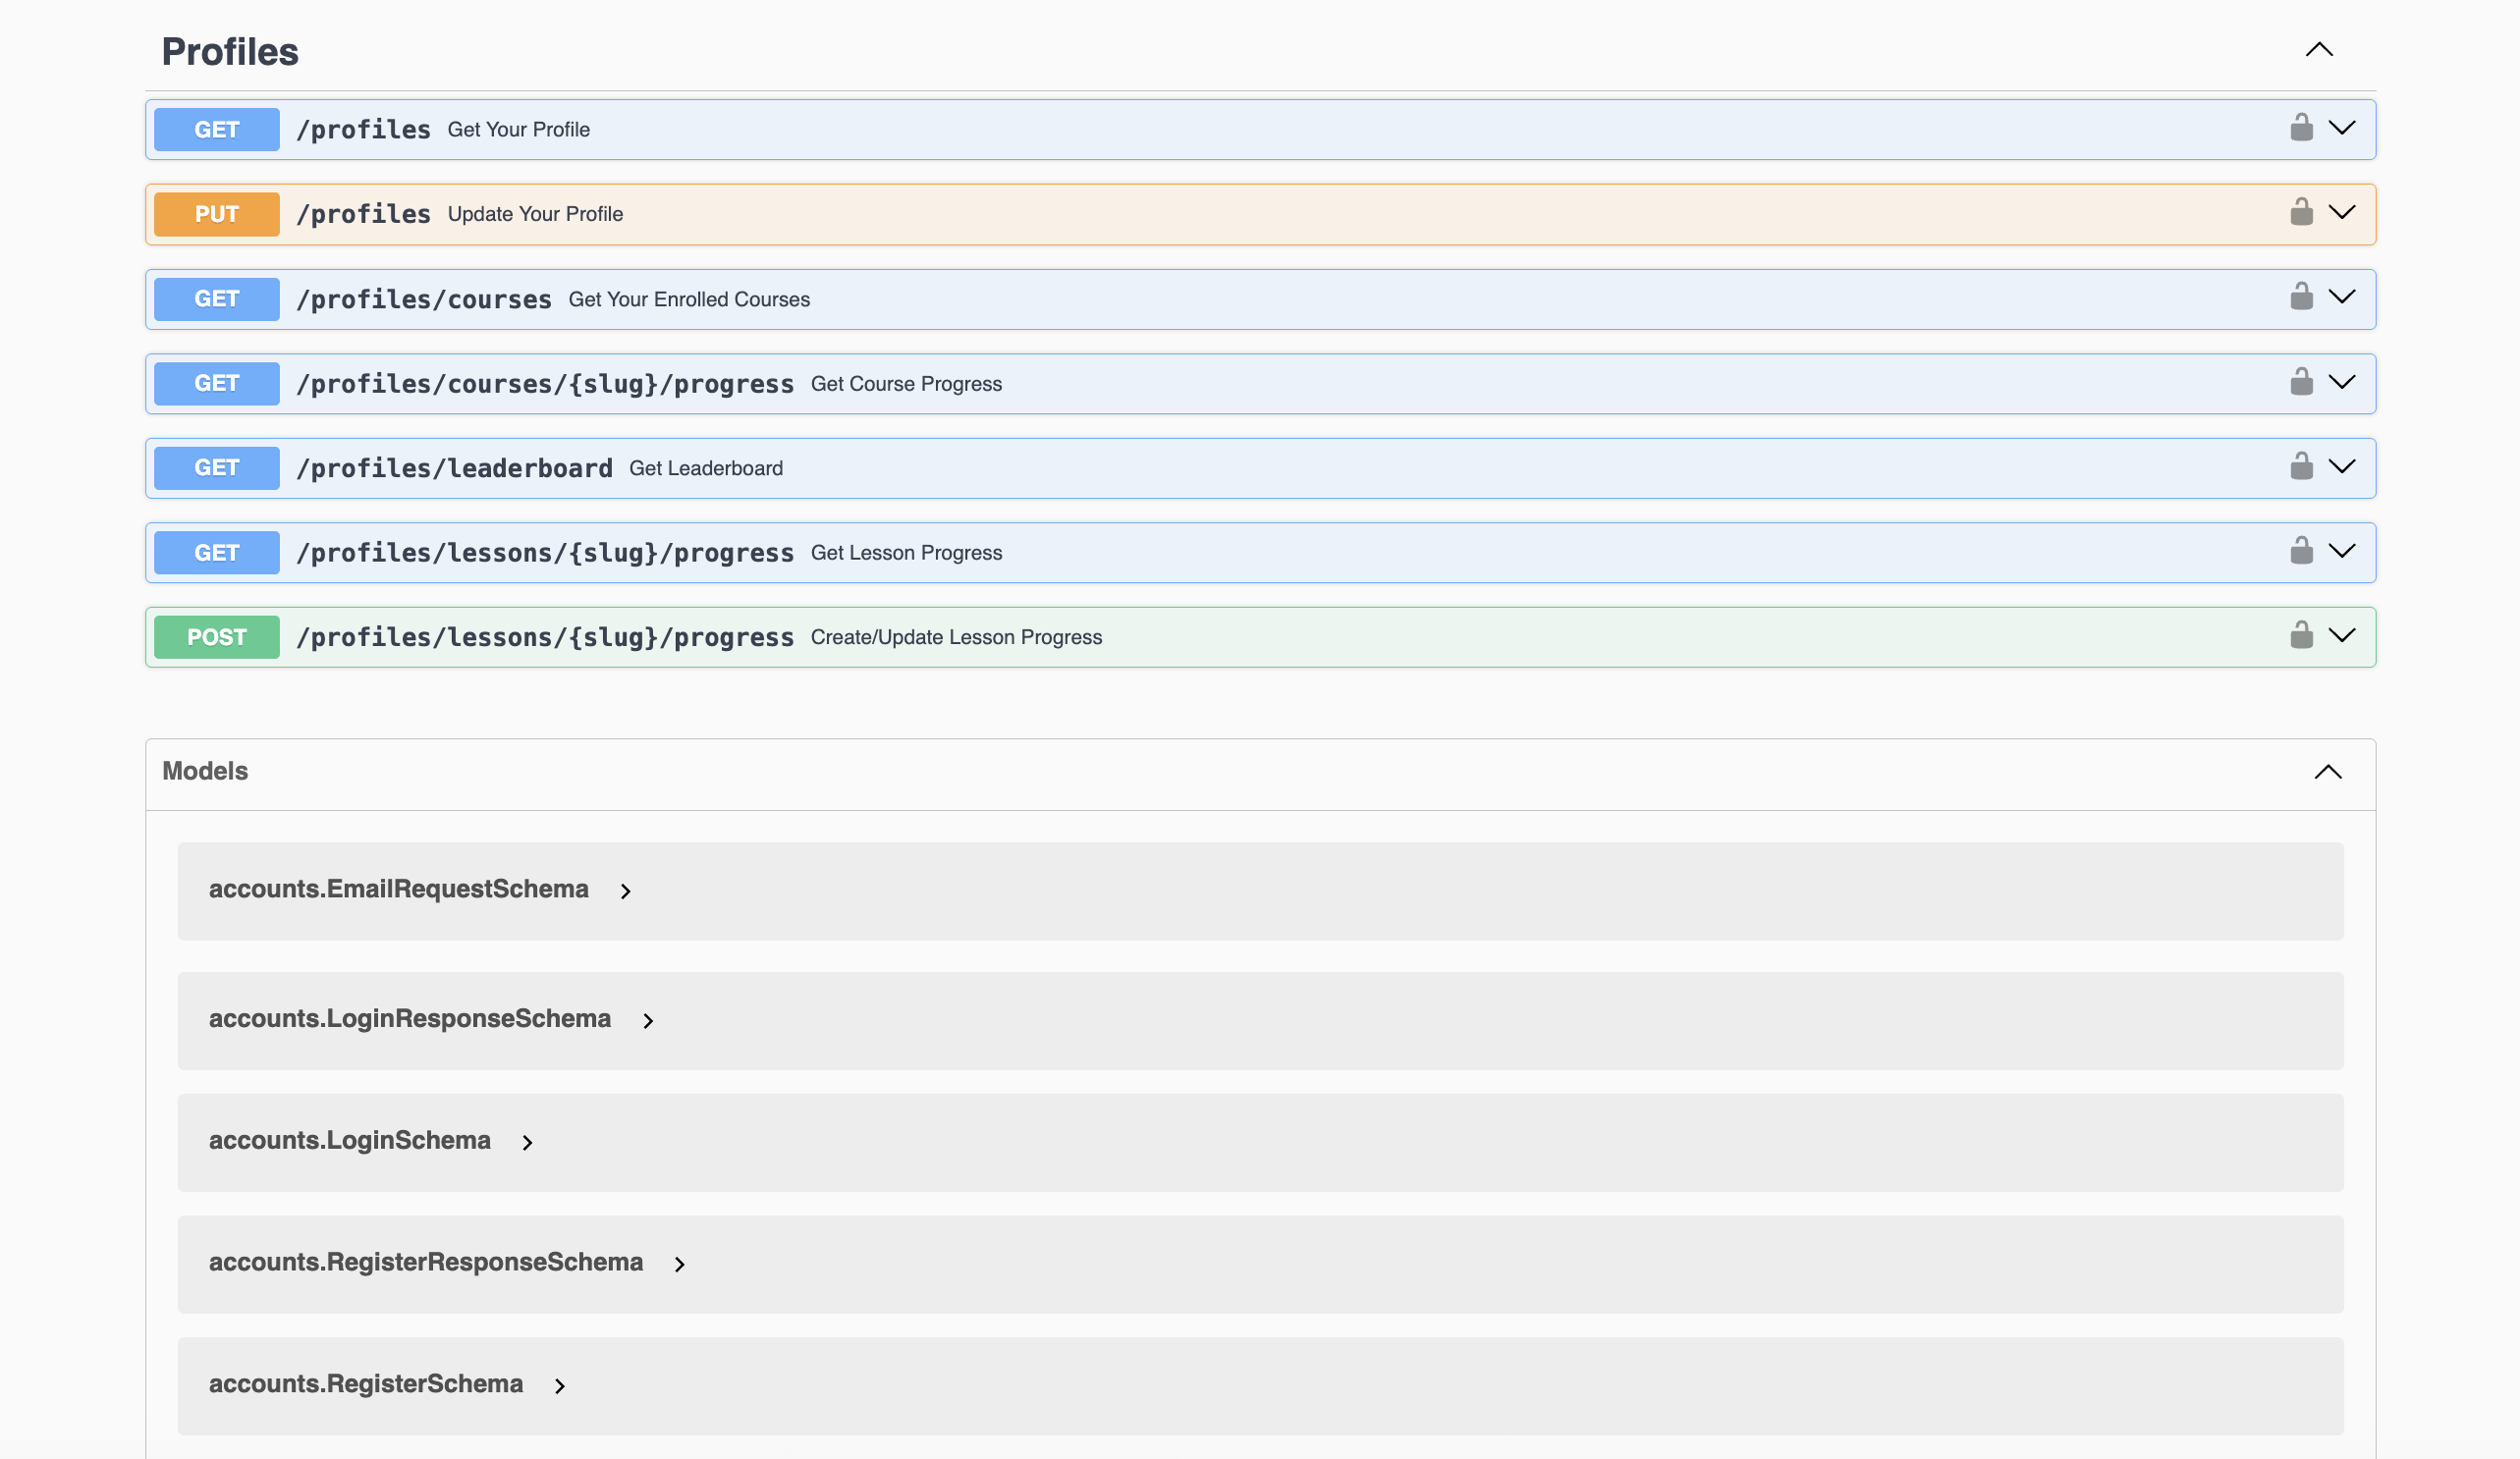 Profiles
GET /profiles Get Your Profile
PUT /profiles Update Your Profile
GET /profiles/courses Get Your Enrolled Courses
GET /profiles/courses/{slug}/progress Get Course Progress
GET /profiles/leaderboard Get Leaderboard
GET /profiles/lessons/{slug}/progress Get Lesson Progress
POST /profiles/lessons/{slug}/progress Create/Update Lesson Progress
Models
accounts.EmailRequestSchema
accounts.LoginResponseSchema
accounts.LoginSchema
accounts.RegisterResponseSchema
accounts.RegisterSchema